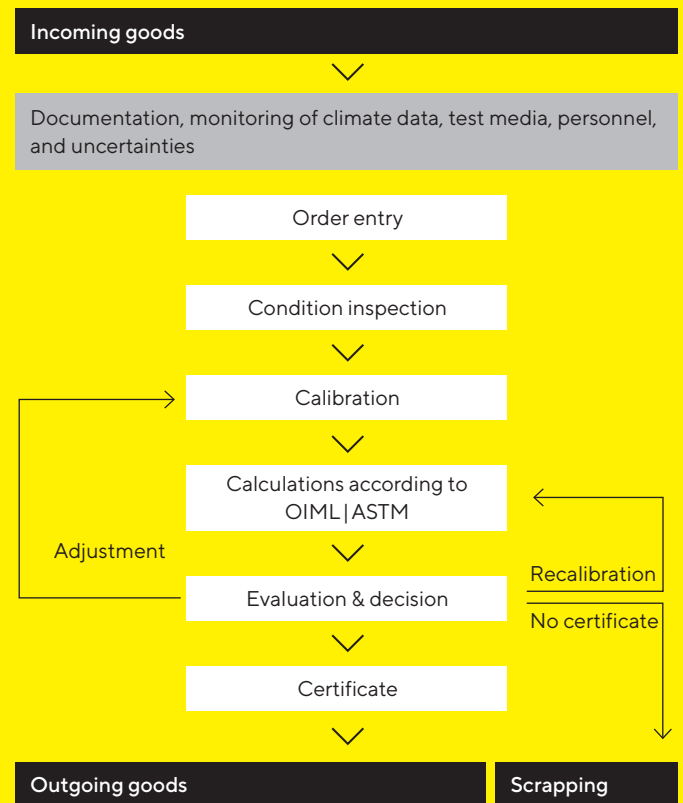 Incoming goods
Documentation, monitoring of climate data, test media, personnel,
and uncertainties
Order entry
Condition inspection
Calibration
Calculations according to
OIML|ASTM
Adjustment
Recalibration
Evaluation & decision
No certificate
Certificate
Outgoing goods
Scrapping